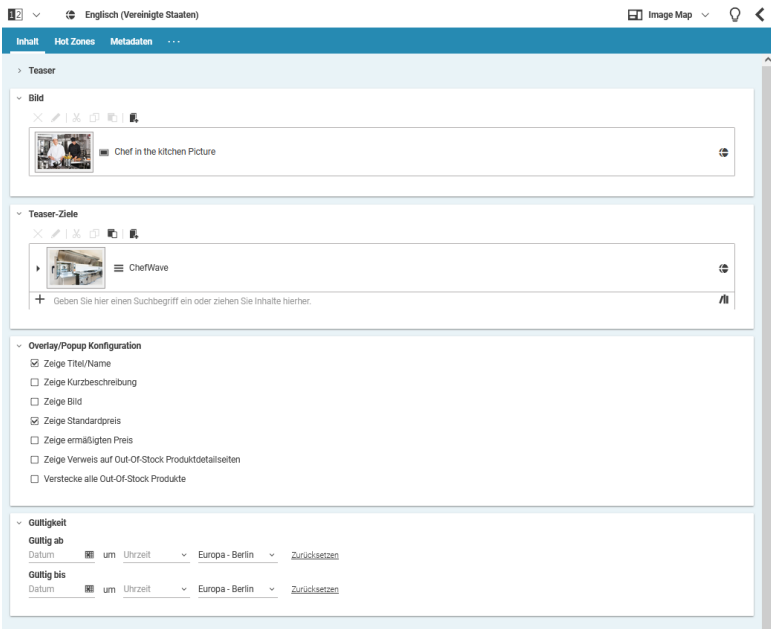 12 Englisch (Vereinigte Staaten) Image Map
Inhalt Hot Zones Metadaten ···
Teaser
Bild
Chef in the kitchen Picture
Teaser-Ziele
ChefWave
Geben Sie hier einen Suchbegriff ein oder ziehen Sie Inhalte hierher.
Overlay/Popup Konfiguration
Zeige Titel/Name
Zeige Kurzbeschreibung
Zeige Bild
Zeige Standardpreis
Zeige ermäßigten Preis
Zeige Verweis auf Out-Of-Stock Produktdetailseiten
Verstecke alle Out-Of-Stock Produkte
Gültigkeit
Gültig ab
Datum um Uhrzeit Europa - Berlin Zurücksetzen
Gültig bis
Datum um Uhrzeit Europa - Berlin Zurücksetzen